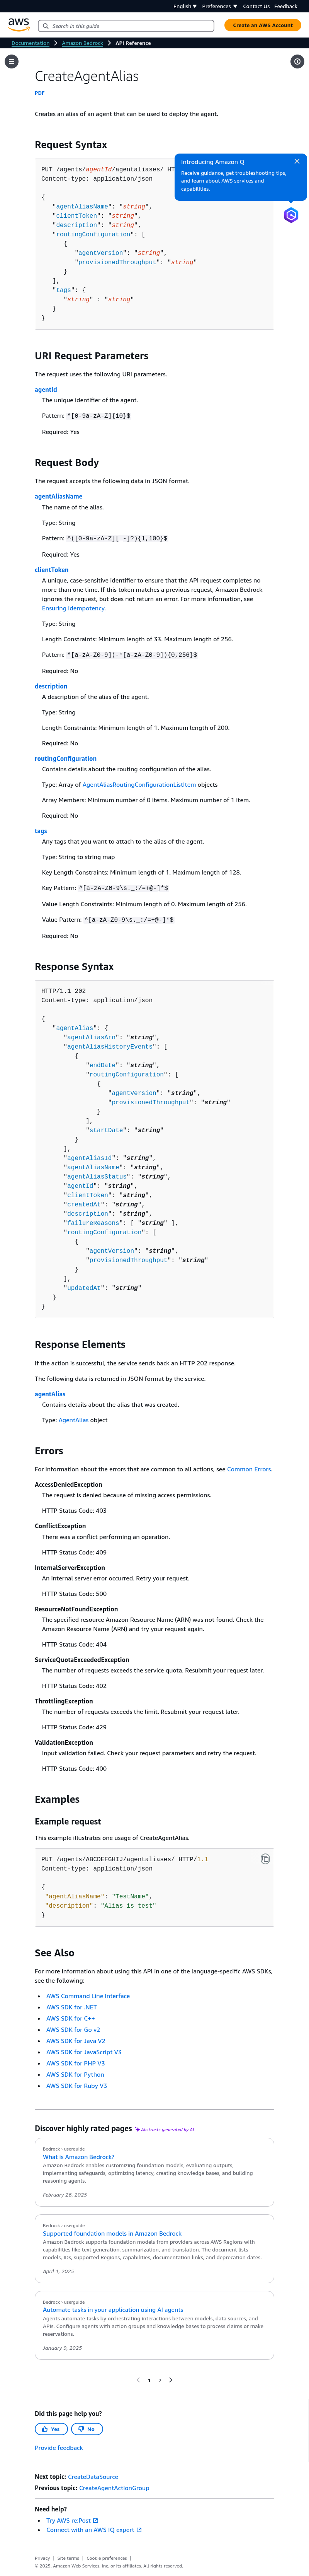 English
Preferences
Contact Us
Feedback
aws
Search in this guide
Create an AWS Account
Documentation > Amazon Bedrock > API Reference
CreateAgentAlias
PDF
Creates an alias of an agent that can be used to deploy the agent.
Request Syntax
PUT /agents/agentId/agentaliases/ HT
Content-type: application/json
{
"agentAliasName": "string",
"clientToken": "string",
"description": "string",
"routingConfiguration": [
{
"agentVersion": "string",
"provisionedThroughput": "string"
}
],
"tags": {
"string" : "string"
}
}
Introducing Amazon Q
Receive guidance, get troubleshooting tips,
and learn about AWS services and
capabilities.
URI Request Parameters
The request uses the following URI parameters.
agentId
The unique identifier of the agent.
Pattern: ^[0-9a-zA-Z]{10}$
Required: Yes
Request Body
The request accepts the following data in JSON format.
agentAliasName
The name of the alias.
Type: String
Pattern: ^([0-9a-zA-Z][_-]?){1,100}$
Required: Yes
clientToken
A unique, case-sensitive identifier to ensure that the API request completes no
more than one time. If this token matches a previous request, Amazon Bedrock
ignores the request, but does not return an error. For more information, see
Ensuring idempotency.
Type: String
Length Constraints: Minimum length of 33. Maximum length of 256.
Pattern: ^[a-zA-Z0-9](-*[a-zA-Z0-9]){0,256}$
Required: No
description
A description of the alias of the agent.
Type: String
Length Constraints: Minimum length of 1. Maximum length of 200.
Required: No
routingConfiguration
Contains details about the routing configuration of the alias.
Type: Array of AgentAliasRoutingConfigurationListItem objects
Array Members: Minimum number of 0 items. Maximum number of 1 item.
Required: No
tags
Any tags that you want to attach to the alias of the agent.
Type: String to string map
Key Length Constraints: Minimum length of 1. Maximum length of 128.
Key Pattern: ^[a-zA-Z0-9\s._:/=+@-]*$
Value Length Constraints: Minimum length of 0. Maximum length of 256.
Value Pattern: ^[a-zA-Z0-9\s._:/=+@-]*$
Required: No
Response Syntax
HTTP/1.1 202
Content-type: application/json
{
"agentAlias": {
"agentAliasArn": "string",
"agentAliasHistoryEvents": [
{
"endDate": "string",
"routingConfiguration": [
{
"agentVersion": "string",
"provisionedThroughput": "string"
}
],
"startDate": "string"
}
],
"agentAliasId": "string",
"agentAliasName": "string",
"agentAliasStatus": "string",
"agentId": "string",
"clientToken": "string",
"createdAt": "string",
"description": "string",
"failureReasons": [ "string" ],
"routingConfiguration": [
{
"agentVersion": "string",
"provisionedThroughput": "string"
}
],
"updatedAt": "string"
}
}
Response Elements
If the action is successful, the service sends back an HTTP 202 response.
The following data is returned in JSON format by the service.
agentAlias
Contains details about the alias that was created.
Type: AgentAlias object
Errors
For information about the errors that are common to all actions, see Common Errors.
AccessDeniedException
The request is denied because of missing access permissions.
HTTP Status Code: 403
ConflictException
There was a conflict performing an operation.
HTTP Status Code: 409
InternalServerException
An internal server error occurred. Retry your request.
HTTP Status Code: 500
ResourceNotFoundException
The specified resource Amazon Resource Name (ARN) was not found. Check the
Amazon Resource Name (ARN) and try your request again.
HTTP Status Code: 404
ServiceQuotaExceededException
The number of requests exceeds the service quota. Resubmit your request later.
HTTP Status Code: 402
ThrottlingException
The number of requests exceeds the limit. Resubmit your request later.
HTTP Status Code: 429
ValidationException
Input validation failed. Check your request parameters and retry the request.
HTTP Status Code: 400
Examples
Example request
This example illustrates one usage of CreateAgentAlias.
PUT /agents/ABCDEFGHIJ/agentaliases/ HTTP/1.1
Content-type: application/json
{
"agentAliasName": "TestName",
"description": "Alias is test"
}
See Also
For more information about using this API in one of the language-specific AWS SDKs,
see the following:
• AWS Command Line Interface
• AWS SDK for .NET
• AWS SDK for C++
• AWS SDK for Go v2
• AWS SDK for Java V2
• AWS SDK for JavaScript V3
• AWS SDK for PHP V3
• AWS SDK for Python
• AWS SDK for Ruby V3
Discover highly rated pages Abstracts generated by AI
Bedrock › userguide
What is Amazon Bedrock?
Amazon Bedrock enables customizing foundation models, evaluating outputs,
implementing safeguards, optimizing latency, creating knowledge bases, and building
reasoning agents.
February 26, 2025
Bedrock › userguide
Supported foundation models in Amazon Bedrock
Amazon Bedrock supports foundation models from providers across AWS Regions with
capabilities like text generation, summarization, and translation. The document lists
models, IDs, supported Regions, capabilities, documentation links, and deprecation dates.
April 1, 2025
Bedrock › userguide
Automate tasks in your application using AI agents
Agents automate tasks by orchestrating interactions between models, data sources, and
APIs. Configure agents with action groups and knowledge bases to process claims or make
reservations.
January 9, 2025
1
2
Did this page help you?
Yes
No
Provide feedback
Next topic: CreateDataSource
Previous topic: CreateAgentActionGroup
Need help?
• Try AWS re:Post
• Connect with an AWS IQ expert
Privacy | Site terms | Cookie preferences |
© 2025, Amazon Web Services, Inc. or its affiliates. All rights reserved.